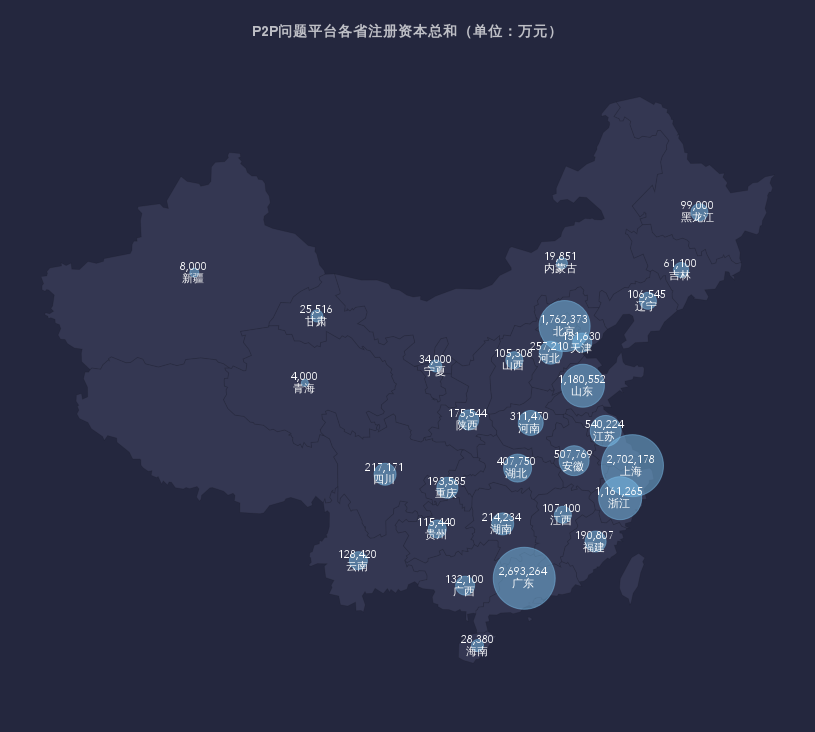 P2P问题平台各省注册资本总和（单位：万元）
99,000
黑龙江
19,851
内蒙古
61,100
吉林
8,000
新疆
106,545
辽宁
25,516
甘肃
1,762,373
北京
131,630
天津
257,210
河北
105,308
山西
34,000
宁夏
4,000
青海
1,180,552
山东
175,544
陕西
311,470
河南
540,224
江苏
217,171
四川
193,585
重庆
407,750
湖北
507,769
安徽
2,702,178
上海
1,161,265
浙江
115,440
贵州
214,234
湖南
107,100
江西
190,807
福建
128,420
云南
132,100
广西
2,693,264
广东
28,380
海南